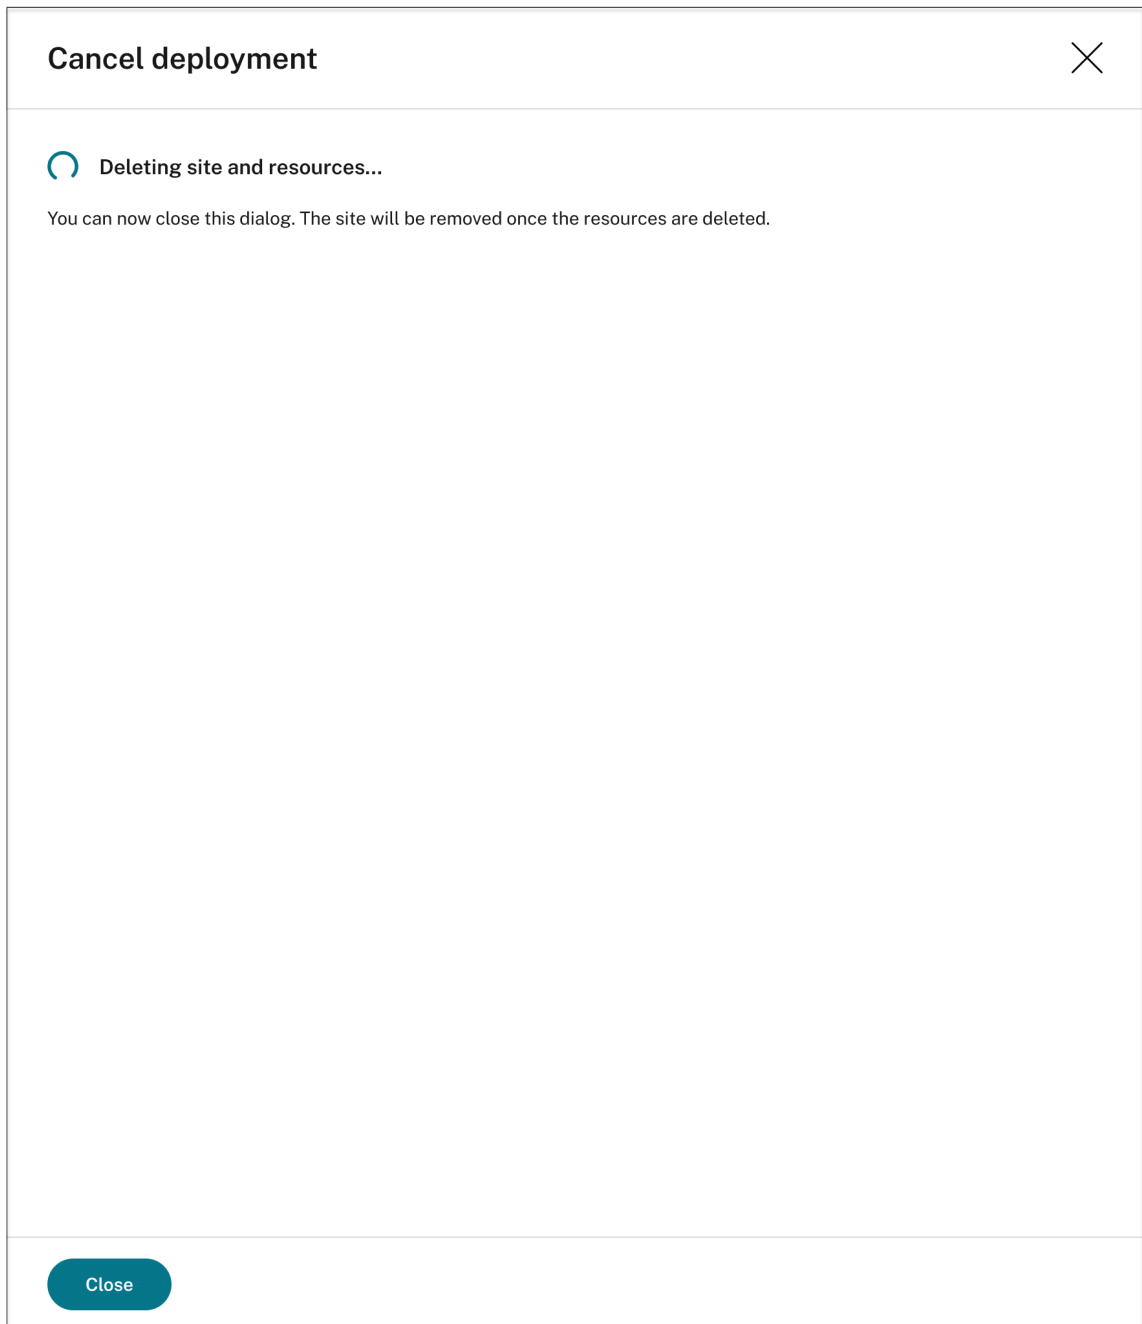 Cancel deployment
Deleting site and resources...
You can now close this dialog. The site will be removed once the resources are deleted.
Close